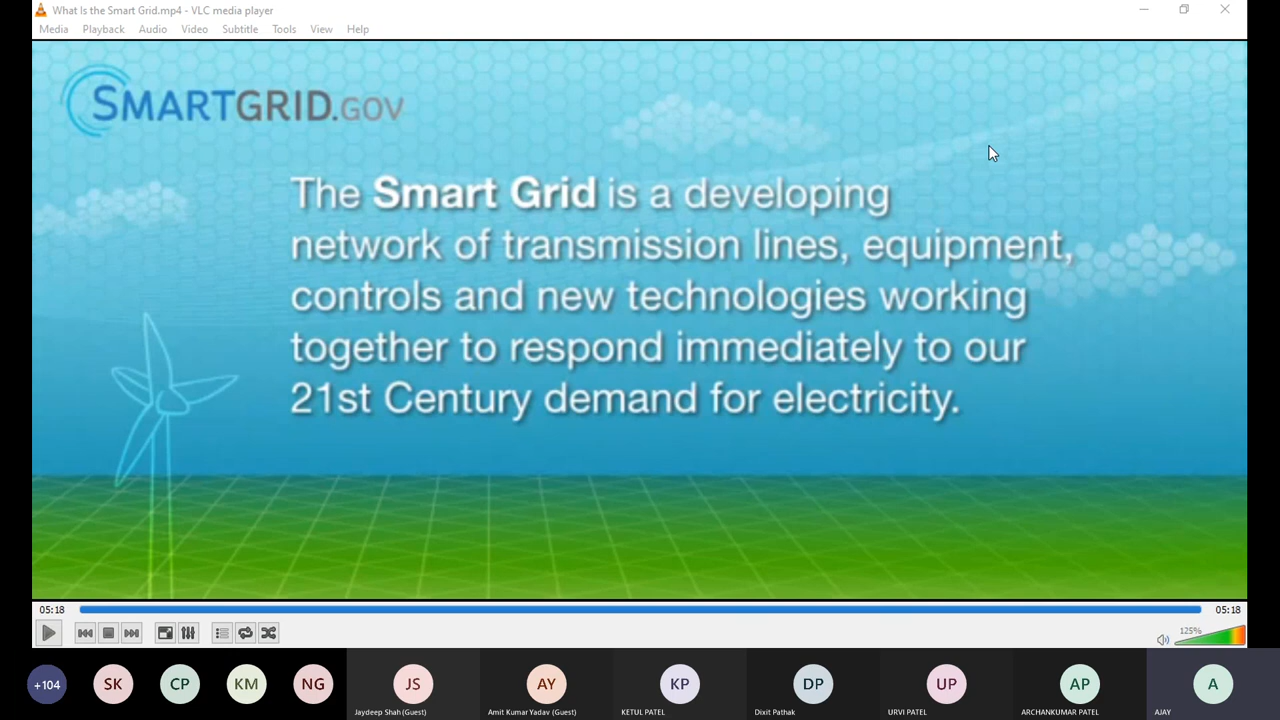 What Is the Smart Grid.mp4 - VLC media player
Media Playback Audio Video Subtitle Tools View Help
SMARTGRID.GOV
The Smart Grid is a developing
network of transmission lines, equipment,
controls and new technologies working
together to respond immediately to our
21st Century demand for electricity.
05:18 05:18
125%
+104 SK CP KM NG JS AY KP DP UP AP A
Jaydeep Shah (Guest) Amit Kumar Yadav (Guest) KETUL PATEL Dixit Pathak URVI PATEL ARCHANKUMAR PATEL AJAY